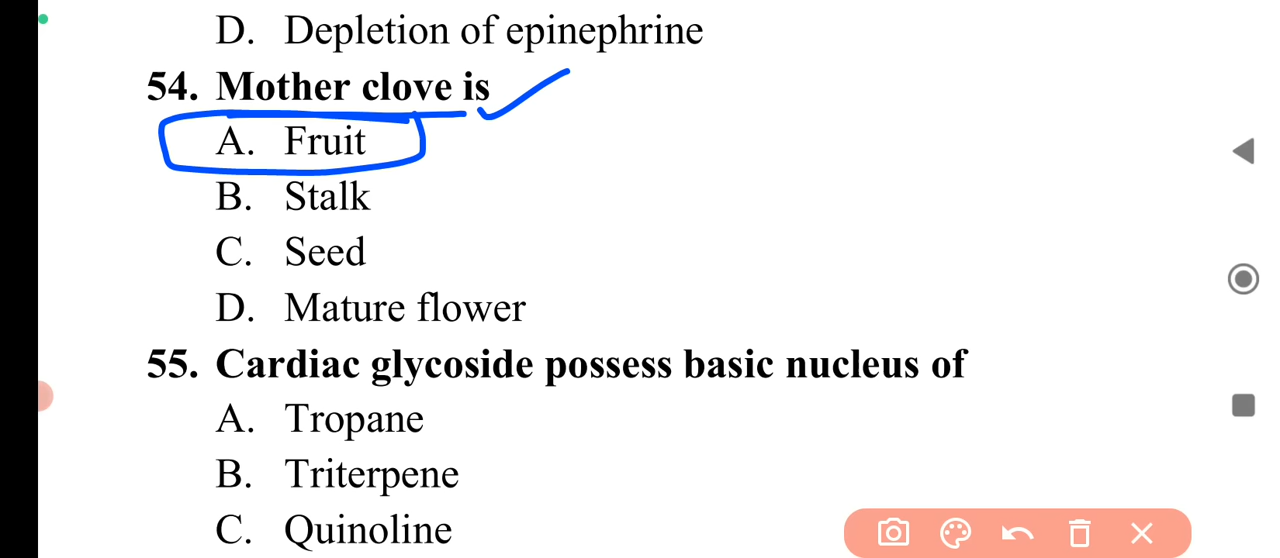 D. Depletion of epinephrine
54. Mother clove is
A. Fruit
B. Stalk
C. Seed
D. Mature flower
55. Cardiac glycoside possess basic nucleus of
A. Tropane
B. Triterpene
C. Quinoline